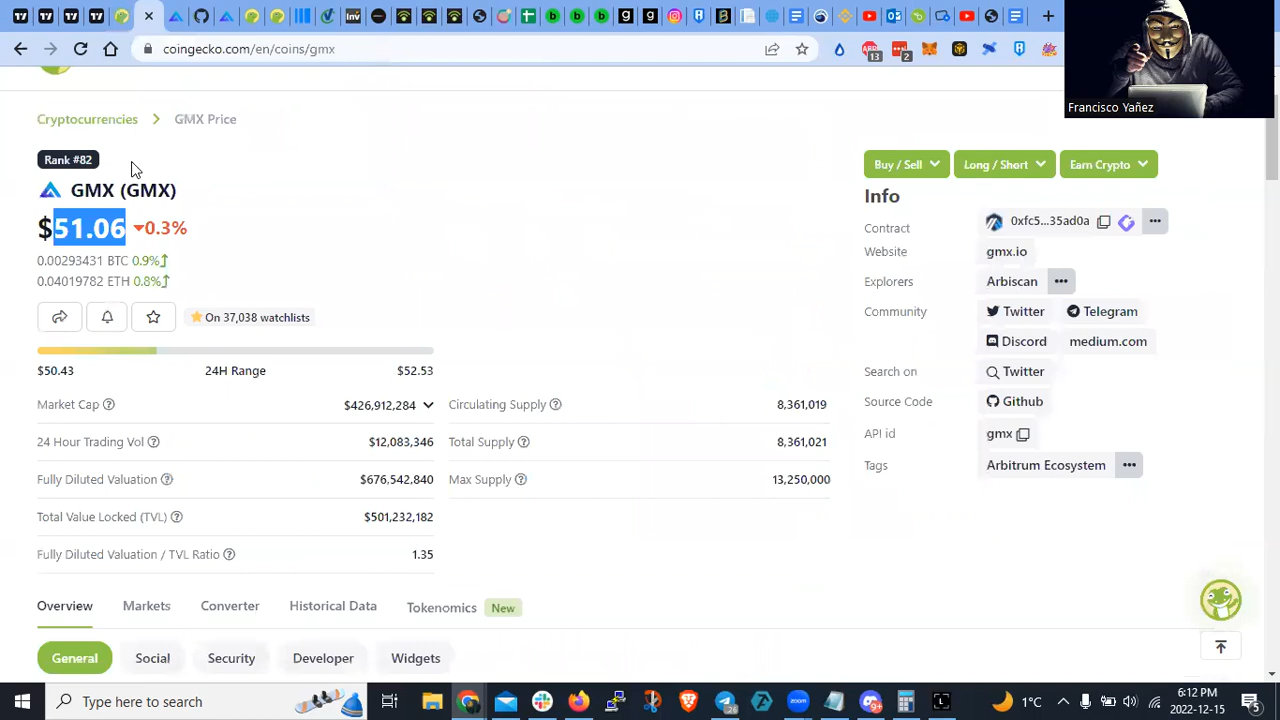 coingecko.com/en/coins/gmx
13
2
Francisco Yañez
Cryptocurrencies
GMX Price
Rank #82
GMX (GMX)
$51.06
0.3%
0.00293431 BTC 0.9%
0.04019782 ETH 0.8%
On 37,038 watchlists
$50.43
24H Range
$52.53
Market Cap
$426,912,284
24 Hour Trading Vol
$12,083,346
Fully Diluted Valuation
$676,542,840
Total Value Locked (TVL)
$501,232,182
Fully Diluted Valuation / TVL Ratio
1.35
Circulating Supply
8,361,019
Total Supply
8,361,021
Max Supply
13,250,000
Buy / Sell
Long / Short
Earn Crypto
Info
Contract
0xfc5...35ad0a
Website
gmx.io
Explorers
Arbiscan
Community
Twitter
Telegram
Discord
medium.com
Search on
Twitter
Source Code
Github
API id
gmx
Tags
Arbitrum Ecosystem
Overview
Markets
Converter
Historical Data
Tokenomics
New
General
Social
Security
Developer
Widgets
Type here to search
1°C
6:12 PM
2022-12-15